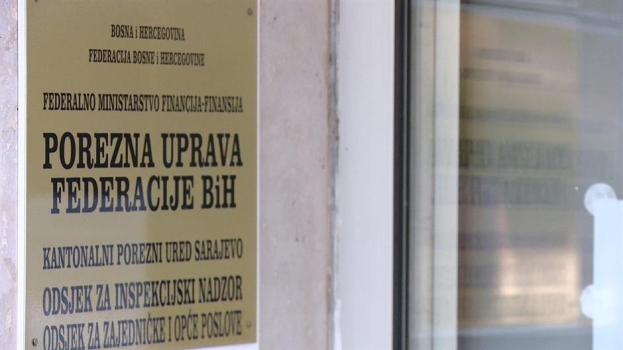 BOSNA I HERCEGOVINA
FEDERACIJA BOSNE I HERCEGOVINE
FEDERALNO MINISTARSTVO FINANCIJA-FINANSIJA
POREZNA UPRAVA
FEDERACIJE BiH
KANTONALNI POREZNI URED SARAJEVO
ODSJEK ZA INSPEKCIJSKI NADZOR
ODSJEK ZA ZAJEDNIČKE I OPĆE POSLOVE